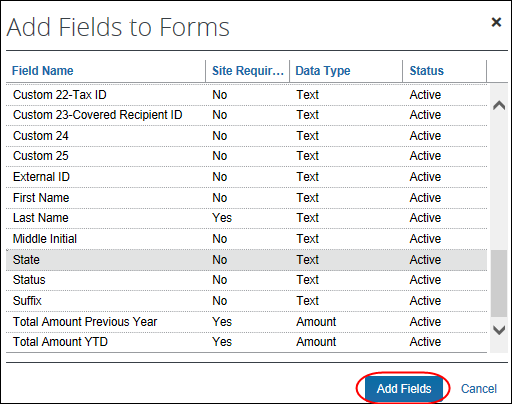 Add Fields to Forms
Field Name Site Requir... Data Type Status
Custom 22-Tax ID No Text Active
Custom 23-Covered Recipient ID No Text Active
Custom 24 No Text Active
Custom 25 No Text Active
External ID No Text Active
First Name No Text Active
Last Name Yes Text Active
Middle Initial No Text Active
State No Text Active
Status No Text Active
Suffix No Text Active
Total Amount Previous Year Yes Amount Active
Total Amount YTD Yes Amount Active
Add Fields Cancel